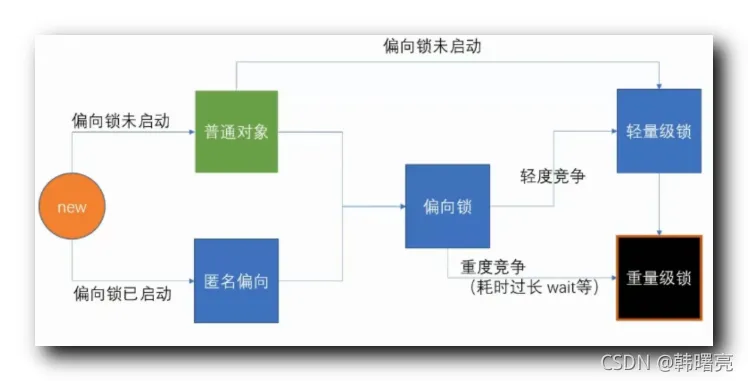 偏向锁未启动
偏向锁未启动
普通对象
轻量级锁
轻度竞争
new
偏向锁
重度竞争
（耗时过长 wait等）
偏向锁已启动
匿名偏向
重量级锁
CSDN @韩曙亮